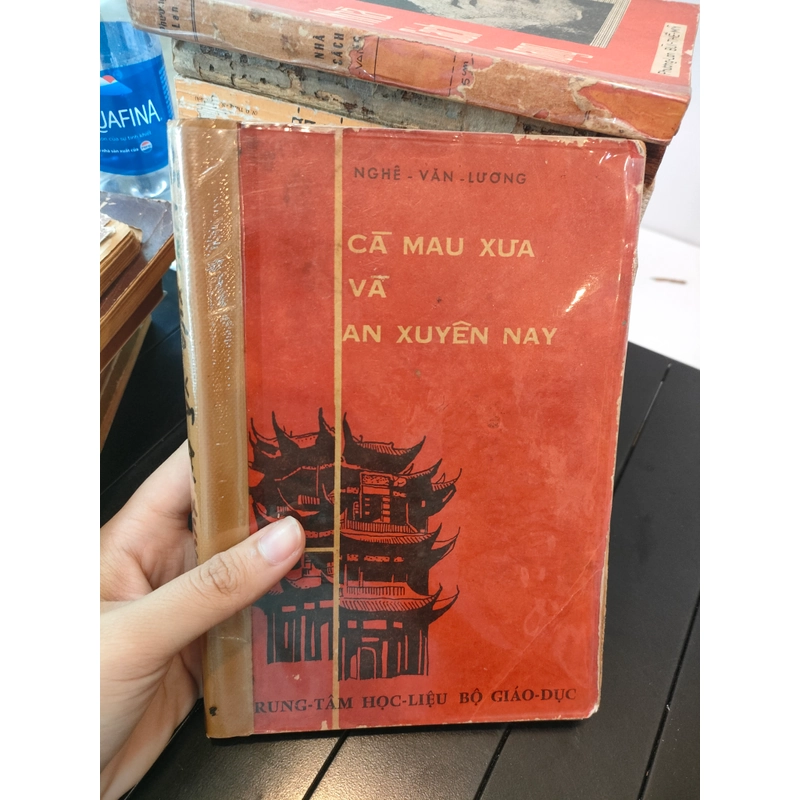 NGHÊ - VĂN - LƯƠNG
CÀ MAU XƯA
VÀ
AN XUYÊN NAY
RUNG-TÂM HỌC-LIỆU BỘ GIÁO-DỤC
NHÀ
SÁCH
AFINA